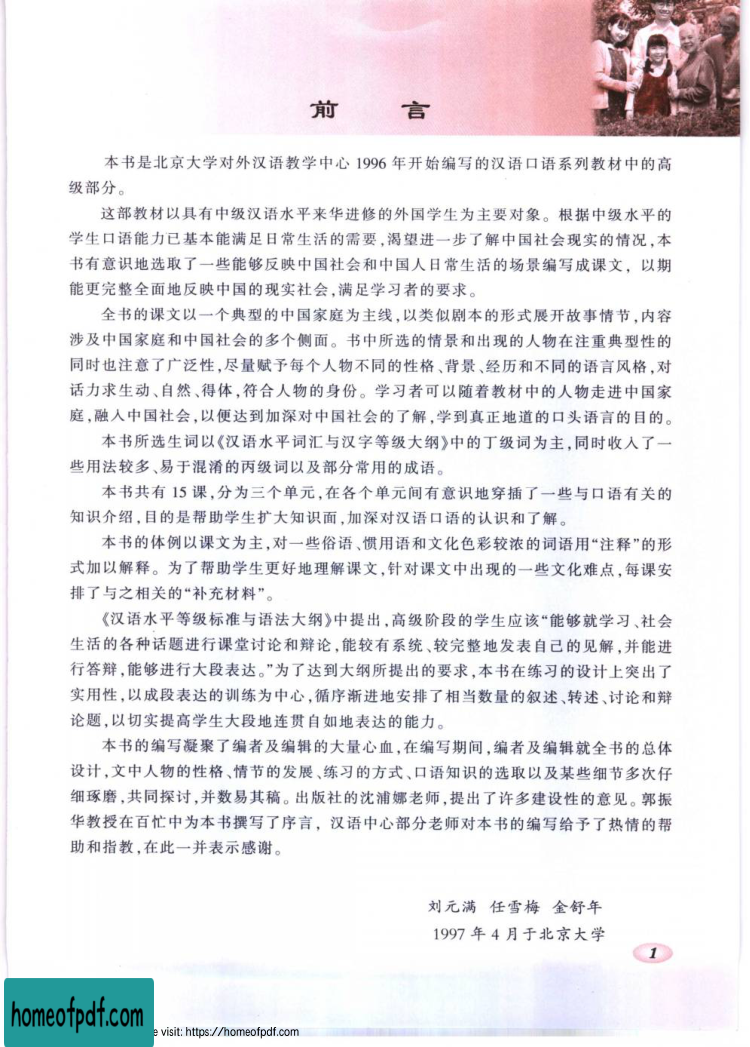 前 言
本书是北京大学对外汉语教学中心 1996 年开始编写的汉语口语系列教材中的高
级部分。
这部教材以具有中级汉语水平来华进修的外国学生为主要对象。根据中级水平的
学生口语能力已基本能满足日常生活的需要,渴望进一步了解中国社会现实的情况,本
书有意识地选取了一些能够反映中国社会和中国人日常生活的场景编写成课文，以期
能更完整全面地反映中国的现实社会,满足学习者的要求。
全书的课文以一个典型的中国家庭为主线,以类似剧本的形式展开故事情节,内容
涉及中国家庭和中国社会的多个侧面。书中所选的情景和出现的人物在注重典型性的
同时也注意了广泛性,尽量赋予每个人物不同的性格、背景、经历和不同的语言风格,对
话力求生动、自然、得体,符合人物的身份。学习者可以随着教材中的人物走进中国家
庭,融入中国社会,以便达到加深对中国社会的了解,学到真正地道的口头语言的目的。
本书所选生词以《汉语水平词汇与汉字等级大纲》中的丁级词为主,同时收入了一
些用法较多、易于混淆的丙级词以及部分常用的成语。
本书共有 15 课,分为三个单元,在各个单元间有意识地穿插了一些与口语有关的
知识介绍,目的是帮助学生扩大知识面,加深对汉语口语的认识和了解。
本书的体例以课文为主,对一些俗语、惯用语和文化色彩较浓的词语用“注释”的形
式加以解释。为了帮助学生更好地理解课文,针对课文中出现的一些文化难点,每课安
排了与之相关的“补充材料”。
《汉语水平等级标准与语法大纲》中提出,高级阶段的学生应该“能够就学习、社会
生活的各种话题进行课堂讨论和辩论,能较有系统、较完整地发表自己的见解,并能进
行答辩,能够进行大段表达。”为了达到大纲所提出的要求,本书在练习的设计上突出了
实用性,以成段表达的训练为中心,循序渐进地安排了相当数量的叙述、转述、讨论和辩
论题,以切实提高学生大段地连贯自如地表达的能力。
本书的编写凝聚了编者及编辑的大量心血,在编写期间,编者及编辑就全书的总体
设计,文中人物的性格、情节的发展、练习的方式、口语知识的选取以及某些细节多次仔
细琢磨,共同探讨,并数易其稿。出版社的沈浦娜老师,提出了许多建设性的意见。郭振
华教授在百忙中为本书撰写了序言，汉语中心部分老师对本书的编写给予了热情的帮
助和指教,在此一并表示感谢。
刘元满 任雪梅 金舒年
1997 年 4 月于北京大学
1
homeofpdf.com
e visit: https://homeofpdf.com